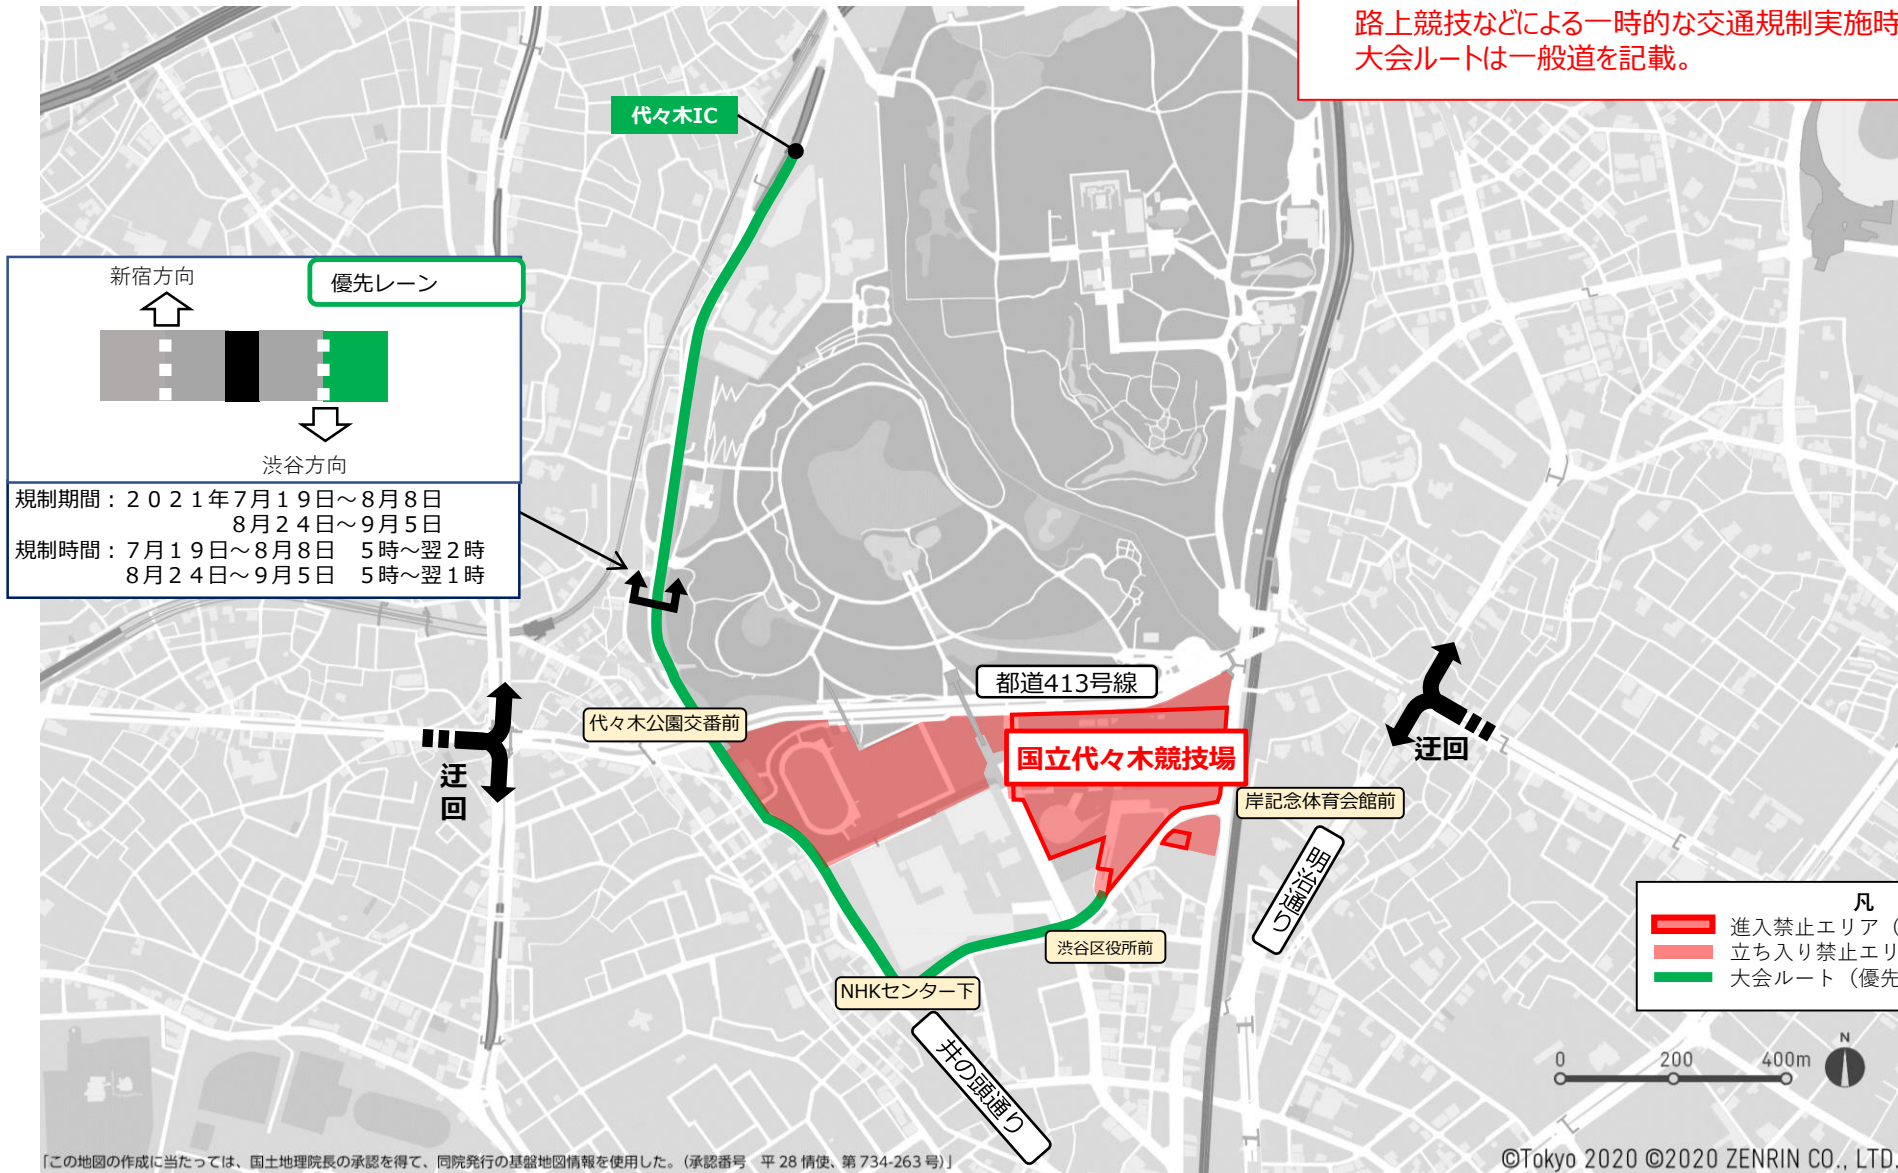 路上競技などによる一時的な交通規制実施時
大会ルートは一般道を記載。
代々木IC
新宿方向
優先レーン
渋谷方向
規制期間：２０２１年７月１９日～８月８日
８月２４日～９月５日
規制時間：７月１９日～８月８日　５時～翌２時
８月２４日～９月５日　５時～翌１時
都道413号線
代々木公園交番前
国立代々木競技場
迂回
迂
回
岸記念体育会館前
明治通り
凡
進入禁止エリア（
立ち入り禁止エリ
大会ルート（優先
渋谷区役所前
NHKセンター下
井の頭通り
0 200 400m
N
「この地図の作成に当たっては、国土地理院長の承認を得て、同院発行の基盤地図情報を使用した。（承認番号　平 28 情使、第 734-263 号）」
©Tokyo 2020 ©2020 ZENRIN CO., LTD